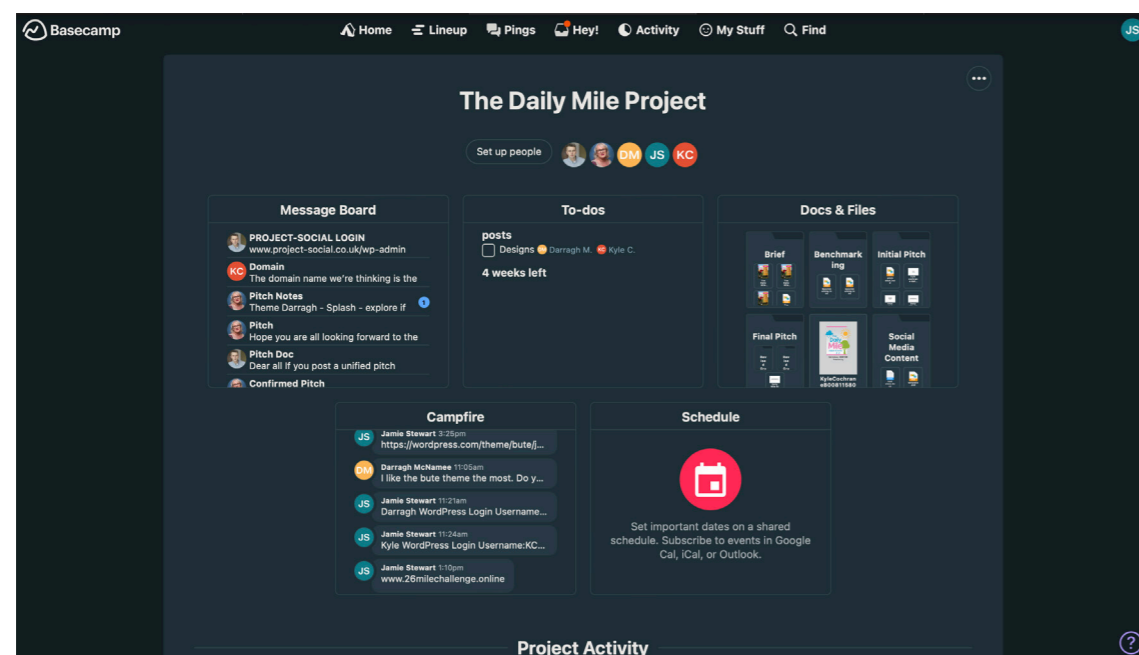 Basecamp
Home Lineup Pings Hey! Activity My Stuff Find
JS
The Daily Mile Project
Set up people
DM JS KC
Message Board
PROJECT-SOCIAL LOGIN
www.project-social.co.uk/wp-admin
KC
Domain
The domain name we're thinking is the
Pitch Notes
Theme Darragh - Splash - explore if
1
Pitch
Hope you are all looking forward to the
Pitch Doc
Dear all If you post a unified pitch
Confirmed Pitch
To-dos
posts
Designs DM Darragh M. KC Kyle C.
4 weeks left
Docs & Files
Brief
Benchmark
ing
Initial Pitch
Final Pitch
Daily
Mile
KyleCochran
Social
Media
Content
Campfire
JS
Jamie Stewart 3:25pm
https://wordpress.com/theme/bute/j...
DM
Darragh McNamee 11:05am
I like the bute theme the most. Do y...
JS
Jamie Stewart 11:21am
Darragh WordPress Login Username...
JS
Jamie Stewart 11:24am
Kyle WordPress Login Username:KC...
JS
Jamie Stewart 1:10pm
www.26milechallenge.online
Schedule
Set important dates on a shared
schedule. Subscribe to events in Google
Cal, iCal, or Outlook.
Project Activity
?